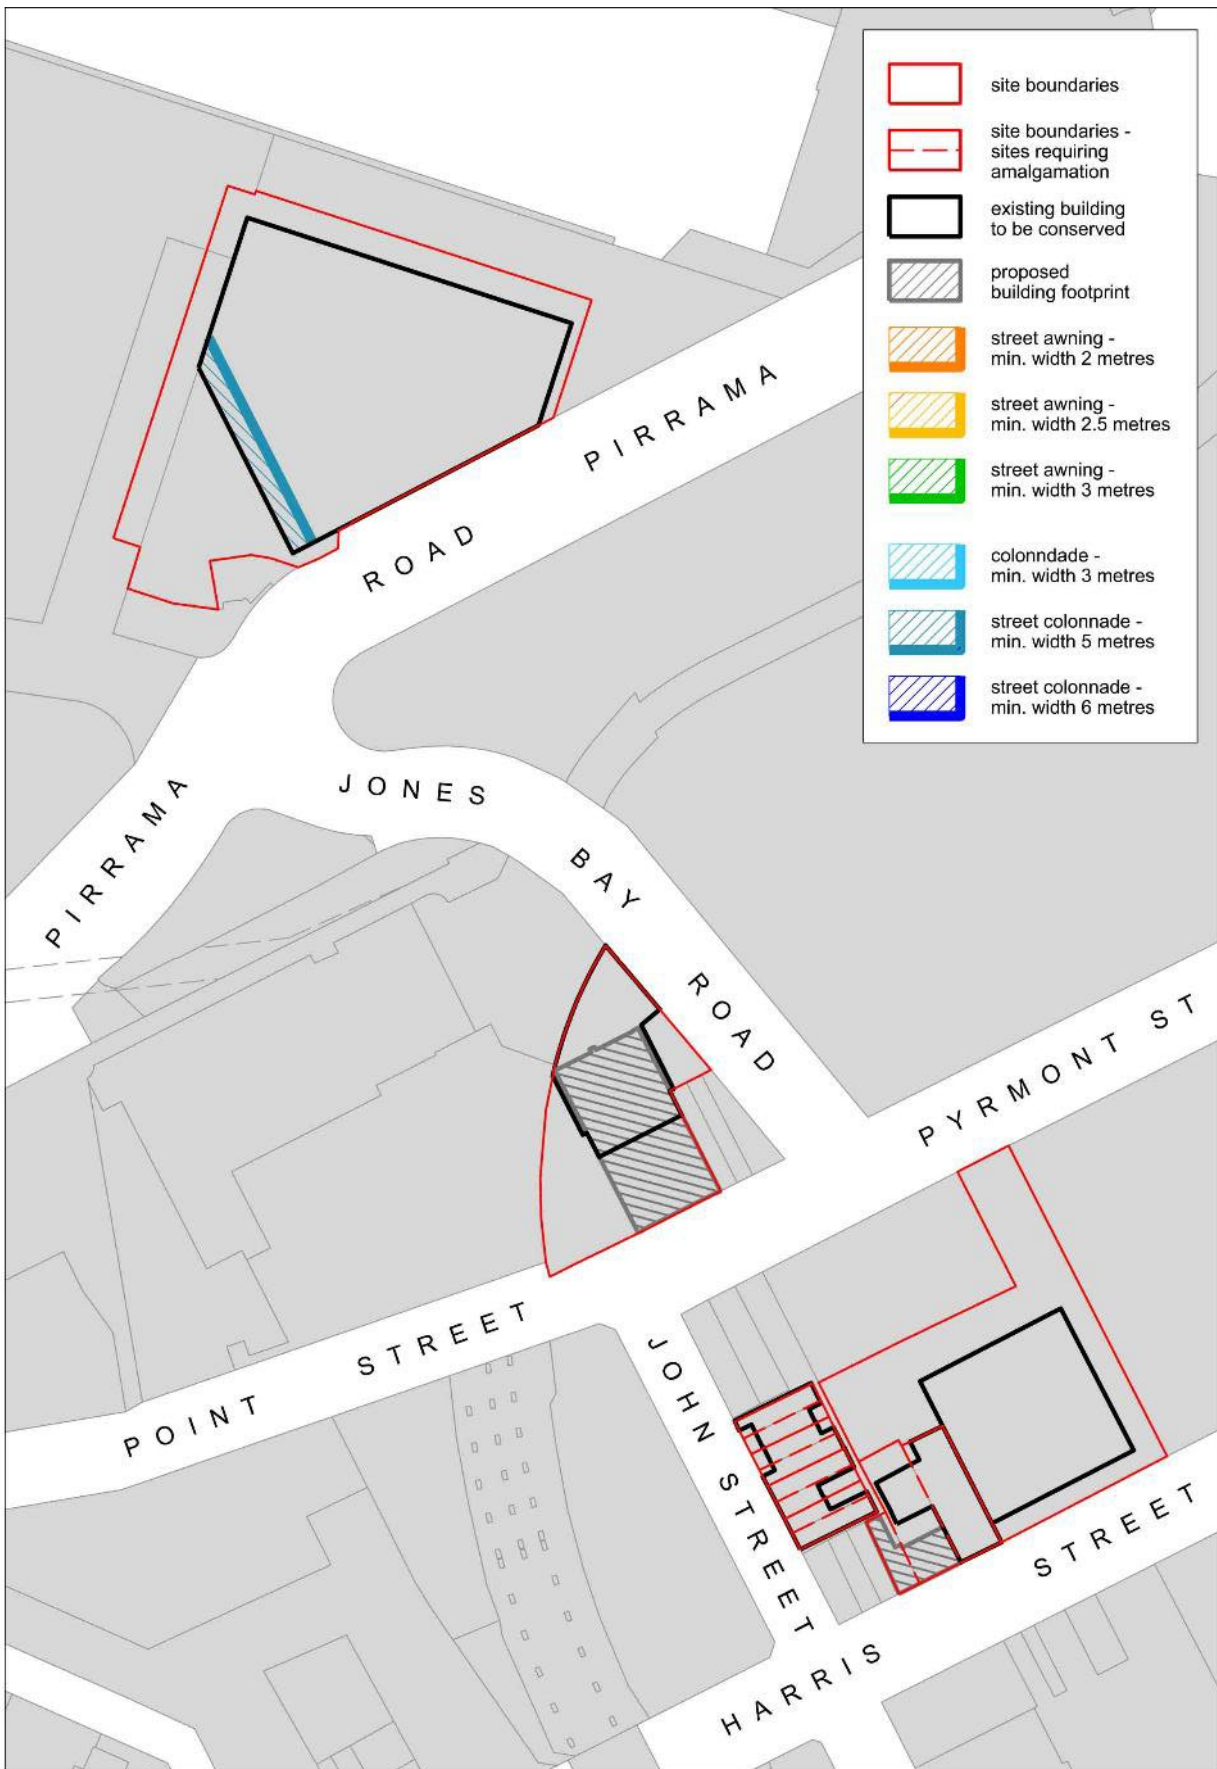 site boundaries
site boundaries -
sites requiring
amalgamation
existing building
to be conserved
proposed
building footprint
street awning -
min. width 2 metres
street awning -
min. width 2.5 metres
street awning -
min. width 3 metres
colonndade -
min. width 3 metres
street colonnade -
min. width 5 metres
street colonnade -
min. width 6 metres
PIRRAMA
ROAD
JONES
BAY
ROAD
PIRRAMA
PYRMONT ST
POINT STREET
JOHN STREET
HARRIS STREET